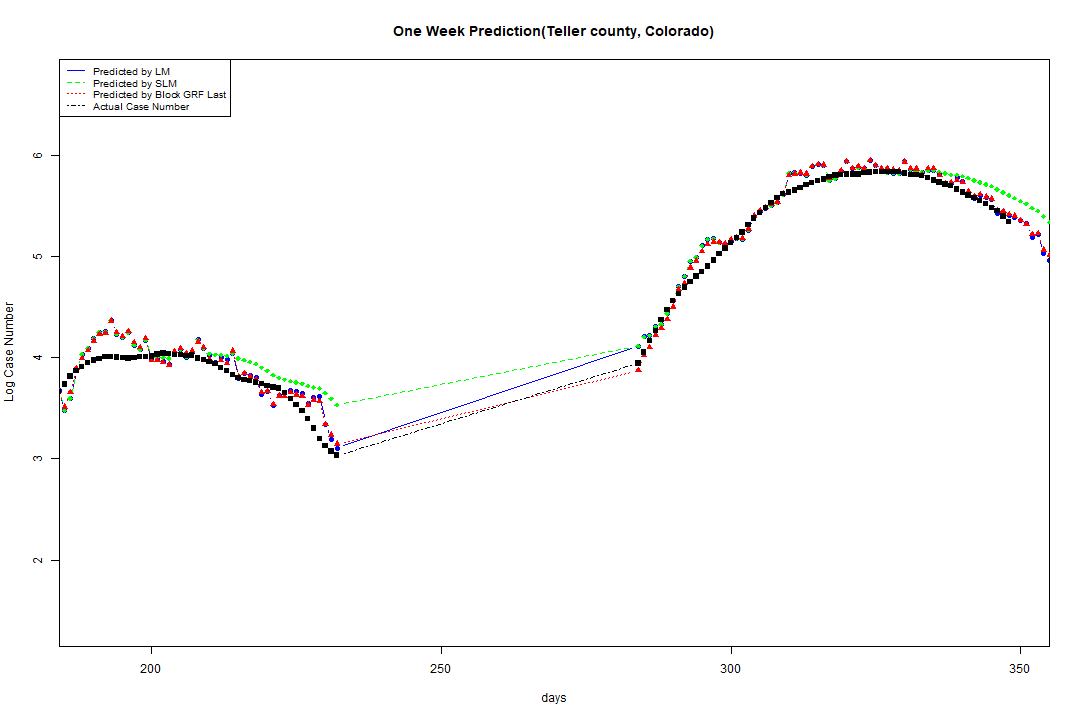 One Week Prediction(Teller county, Colorado)
Predicted by LM
Predicted by SLM
Predicted by Block GRF Last
Actual Case Number
6
5
4
3
2
Log Case Number
200
250
300
350
days